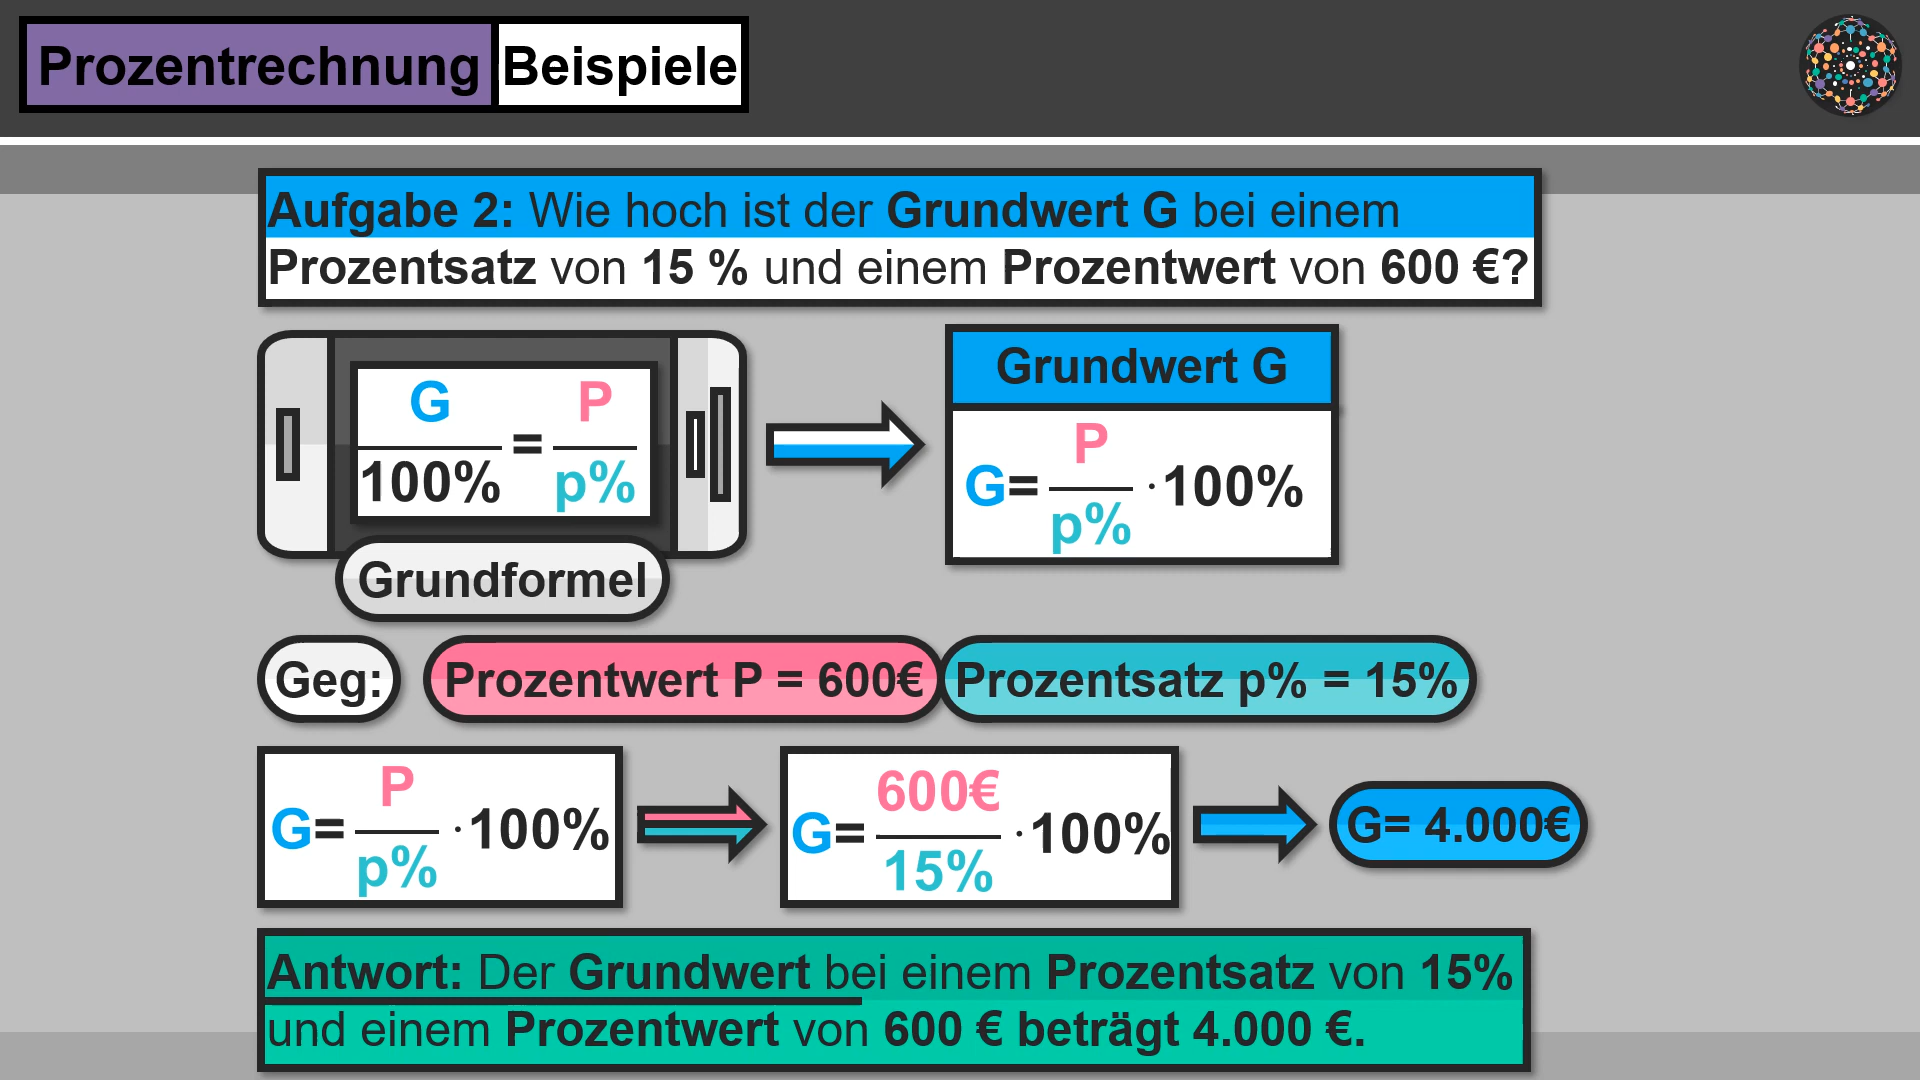 Prozentrechnung Beispiele
Aufgabe 2: Wie hoch ist der Grundwert G bei einem
Prozentsatz von 15 % und einem Prozentwert von 600 €?
G/100% = P/p%
Grundformel
Grundwert G
G= P/p% ·100%
Geg: Prozentwert P = 600€ Prozentsatz p% = 15%
G= P/p% ·100%
G= 600€/15% ·100%
G= 4.000€
Antwort: Der Grundwert bei einem Prozentsatz von 15%
und einem Prozentwert von 600 € beträgt 4.000 €.